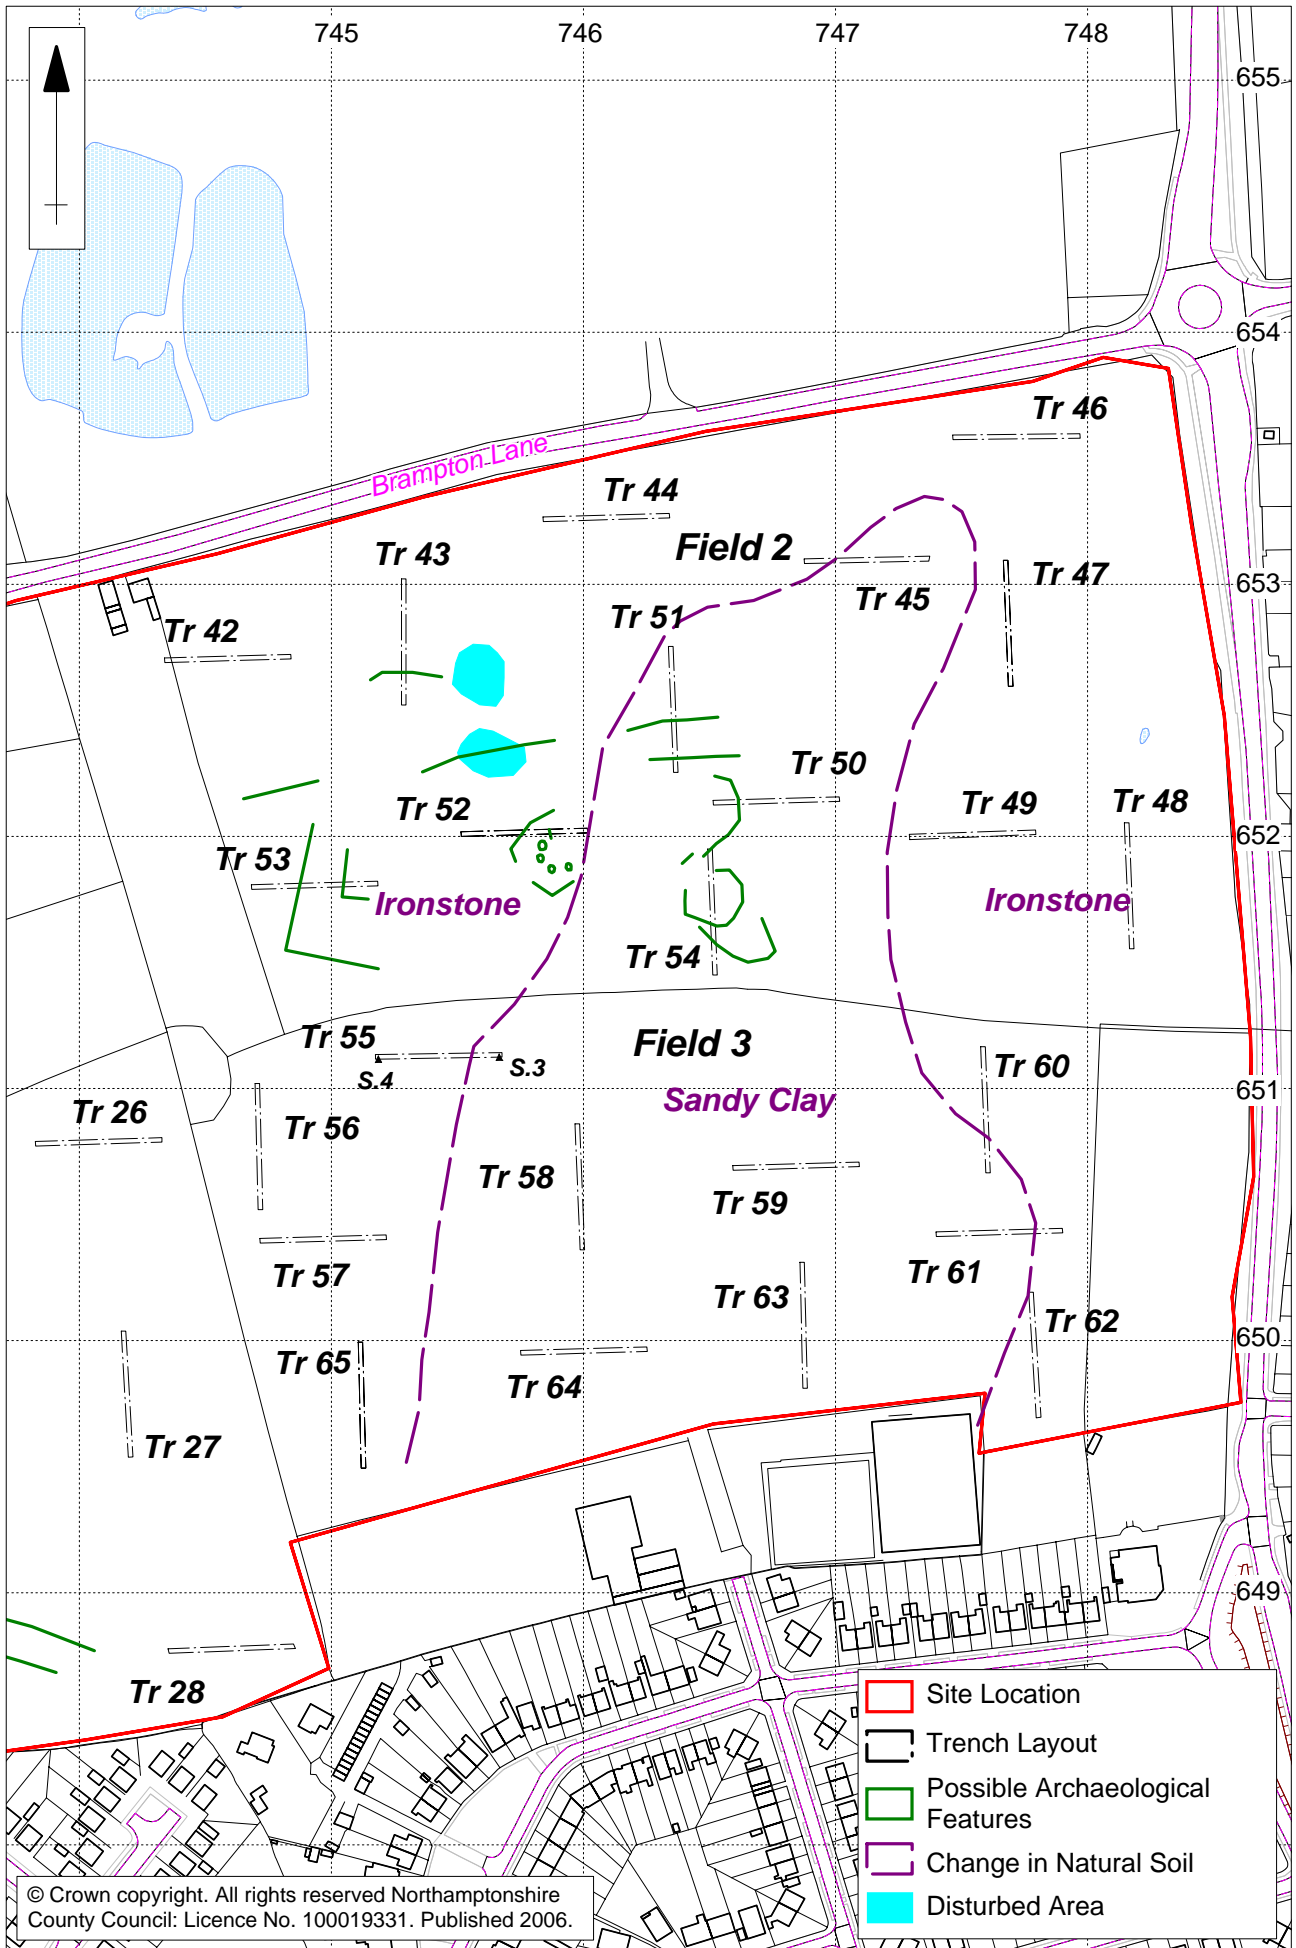 745
746
747
748
655
654
Tr 46
Brampton Lane
Tr 44
Field 2
Tr 43
Tr 47
653
Tr 45
Tr 51
Tr 42
Tr 50
Tr 52
Tr 49
Tr 48
652
Tr 53
Ironstone
Ironstone
Tr 54
Tr 55
Field 3
S.4
S.3
Tr 60
651
Sandy Clay
Tr 26
Tr 56
Tr 58
Tr 59
Tr 57
Tr 61
Tr 63
Tr 62
650
Tr 65
Tr 64
Tr 27
649
Tr 28
Site Location
Trench Layout
Possible Archaeological
Features
Change in Natural Soil
Disturbed Area
© Crown copyright. All rights reserved Northamptonshire
County Council: Licence No. 100019331. Published 2006.